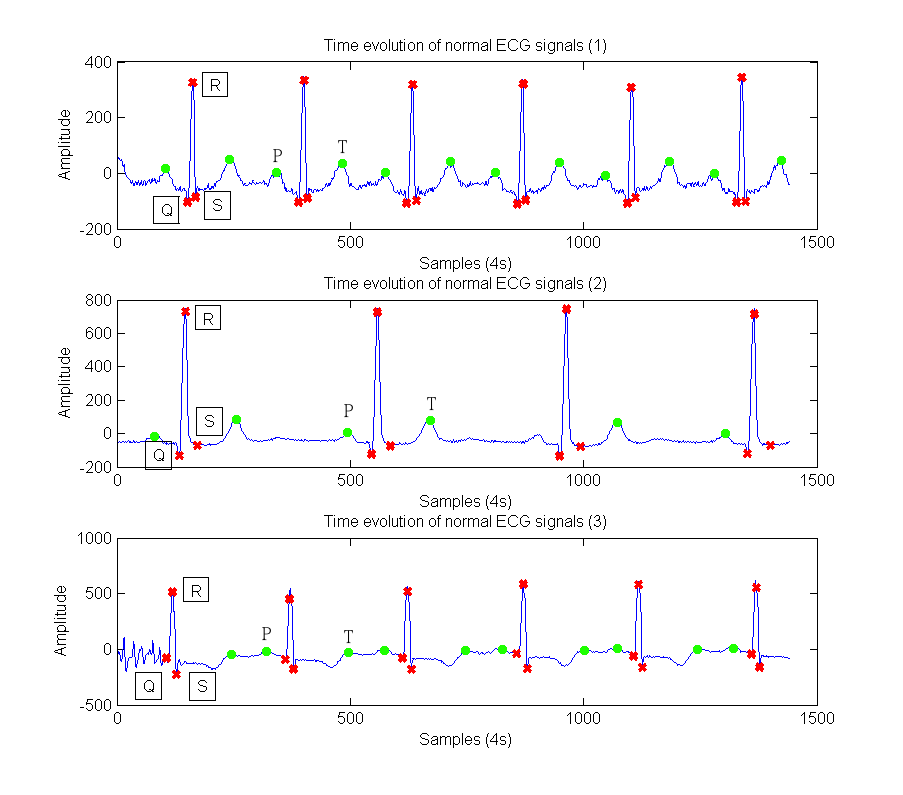 Time evolution of normal ECG signals (1)
400
200
0
-200
Amplitude
R
P
T
Q
S
0
500
1000
1500
Samples (4s)
Time evolution of normal ECG signals (2)
800
600
400
200
0
-200
Amplitude
R
S
P
T
Q
0
500
1000
1500
Samples (4s)
Time evolution of normal ECG signals (3)
1000
500
0
-500
Amplitude
R
P
T
Q
S
0
500
1000
1500
Samples (4s)